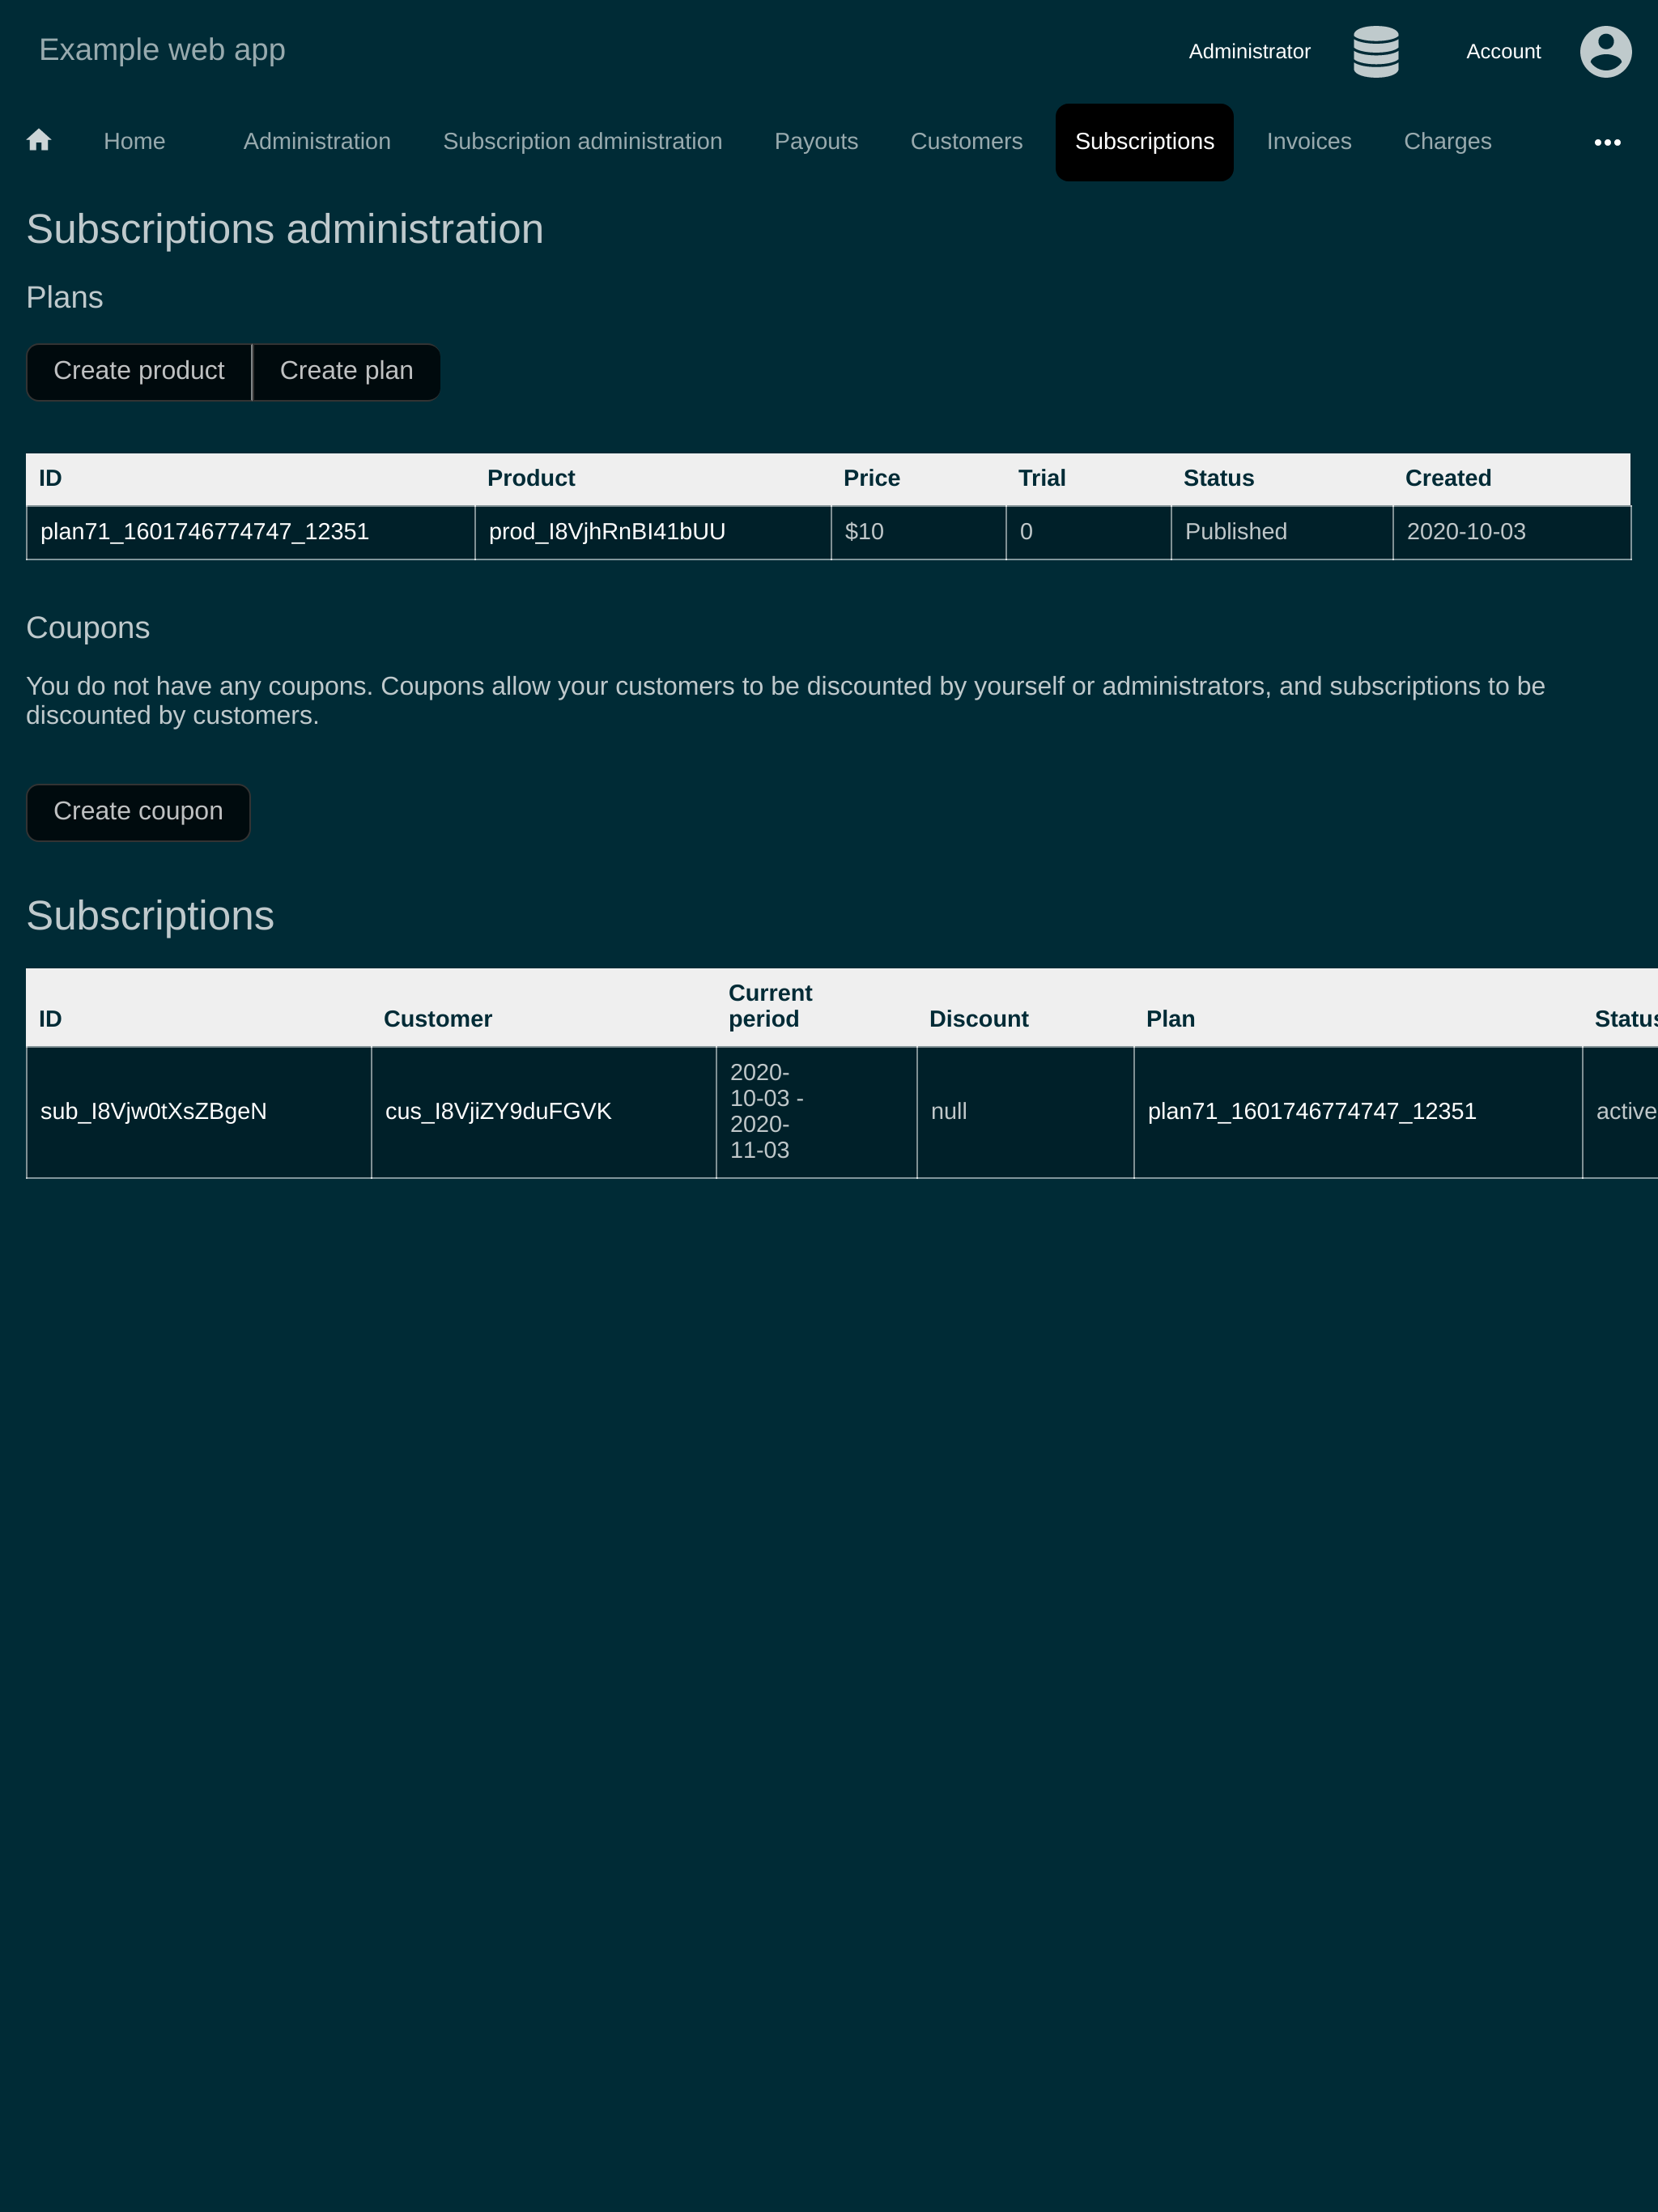 Example web app
Administrator
Account
Home
Administration
Subscription administration
Payouts
Customers
Subscriptions
Invoices
Charges
Subscriptions administration
Plans
Create product
Create plan
ID Product Price Trial Status Created
plan71_1601746774747_12351 prod_I8VjhRnBI41bUU $10 0 Published 2020-10-03
Coupons
You do not have any coupons. Coupons allow your customers to be discounted by yourself or administrators, and subscriptions to be
discounted by customers.
Create coupon
Subscriptions
Current
ID Customer period Discount Plan Status
2020-
10-03 -
sub_I8Vjw0tXsZBgeN cus_I8VjiZY9duFGVK null plan71_1601746774747_12351 active
2020-
11-03